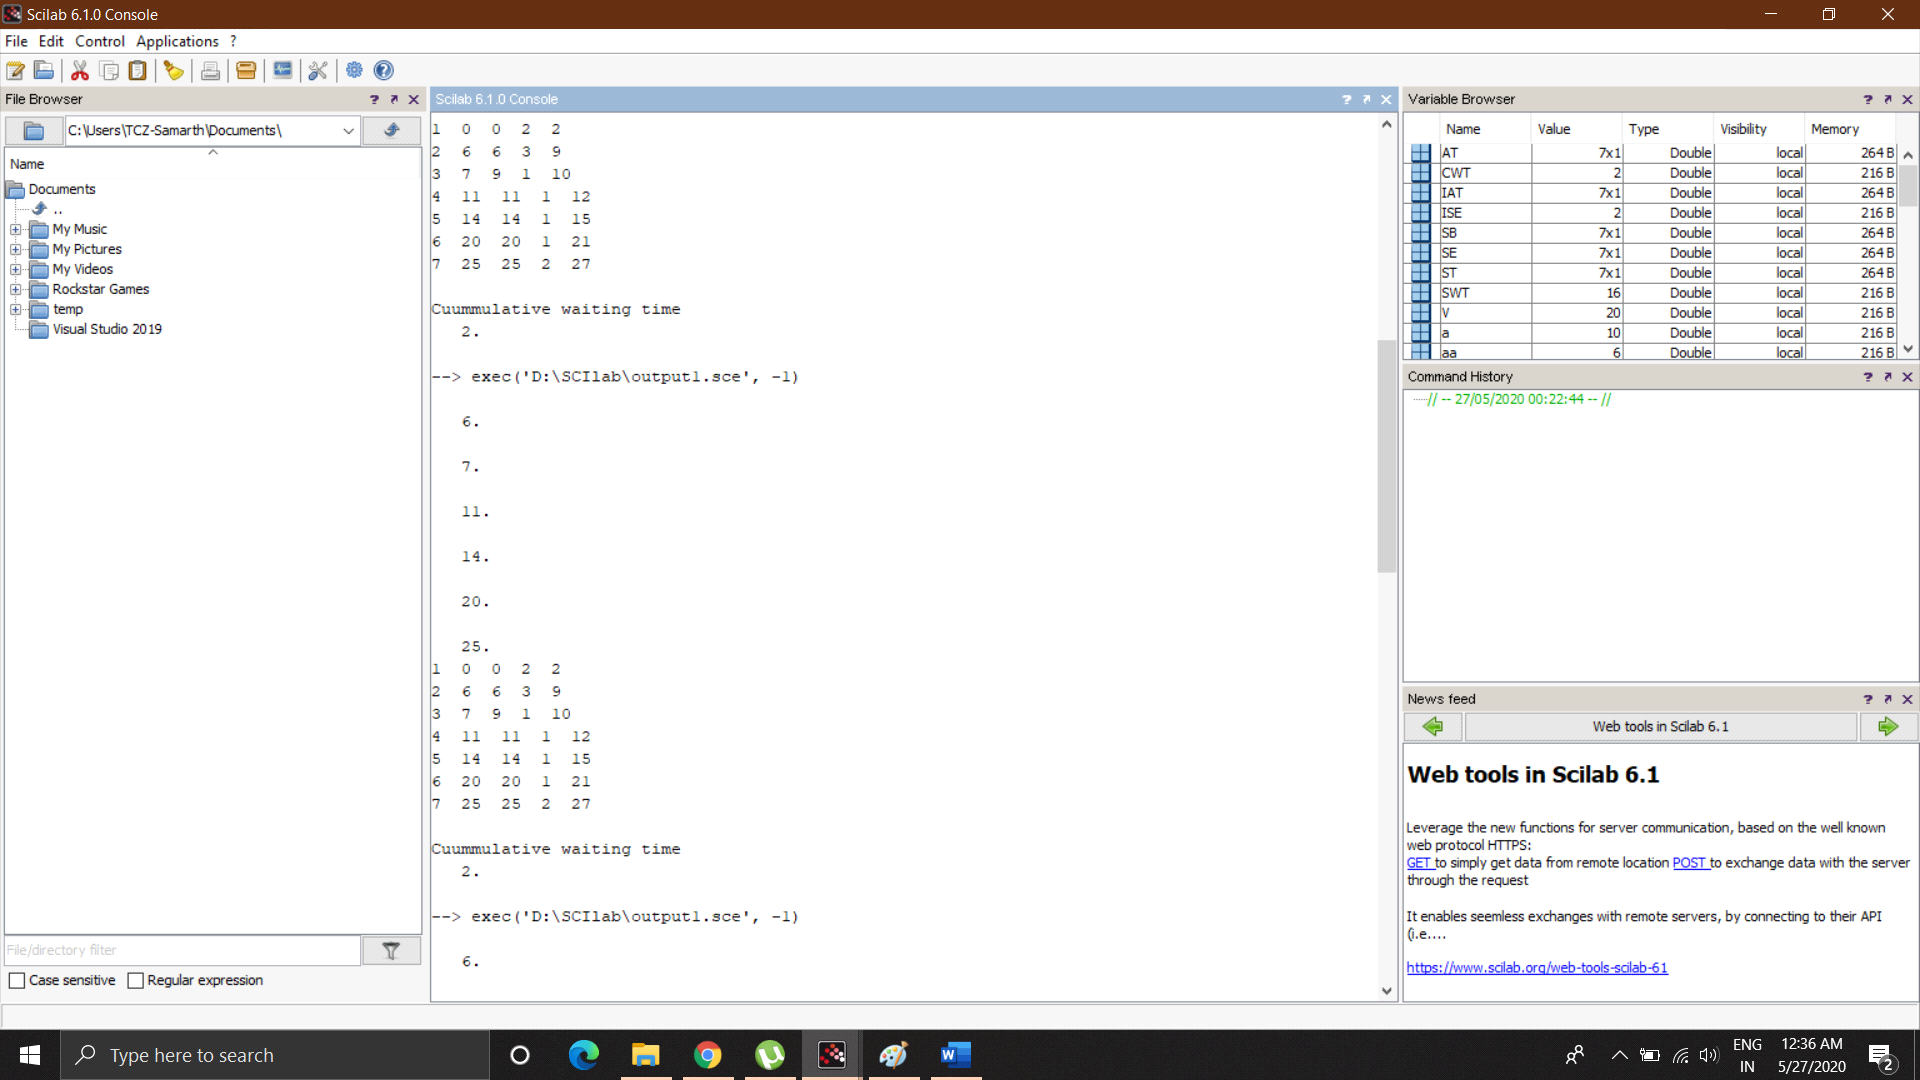 Scilab 6.1.0 Console
File Edit Control Applications ?
File Browser ? ↗ ✕
C:\Users\TCZ-Samarth\Documents\
Name
Documents
..
My Music
My Pictures
My Videos
Rockstar Games
temp
Visual Studio 2019
File/directory filter
Case sensitive Regular expression
Scilab 6.1.0 Console ? ↗ ✕
1 0 0 2 2
2 6 6 3 9
3 7 9 1 10
4 11 11 1 12
5 14 14 1 15
6 20 20 1 21
7 25 25 2 27
Cuummulative waiting time
2.
--> exec('D:\SCIlab\output1.sce', -1)
6.
7.
11.
14.
20.
25.
1 0 0 2 2
2 6 6 3 9
3 7 9 1 10
4 11 11 1 12
5 14 14 1 15
6 20 20 1 21
7 25 25 2 27
Cuummulative waiting time
2.
--> exec('D:\SCIlab\output1.sce', -1)
6.
Variable Browser ? ↗ ✕
Name Value Type Visibility Memory
AT 7x1 Double local 264 B
CWT 2 Double local 216 B
IAT 7x1 Double local 264 B
ISE 2 Double local 216 B
SB 7x1 Double local 264 B
SE 7x1 Double local 264 B
ST 7x1 Double local 264 B
SWT 16 Double local 216 B
V 20 Double local 216 B
a 10 Double local 216 B
aa 6 Double local 216 B
Command History ? ↗ ✕
// -- 27/05/2020 00:22:44 -- //
News feed ? ↗ ✕
Web tools in Scilab 6.1
Web tools in Scilab 6.1
Leverage the new functions for server communication, based on the well known
web protocol HTTPS:
GET to simply get data from remote location POST to exchange data with the server
through the request
It enables seemless exchanges with remote servers, by connecting to their API
(i.e....
https://www.scilab.org/web-tools-scilab-61
Type here to search
W
ENG
IN
12:36 AM
5/27/2020
2